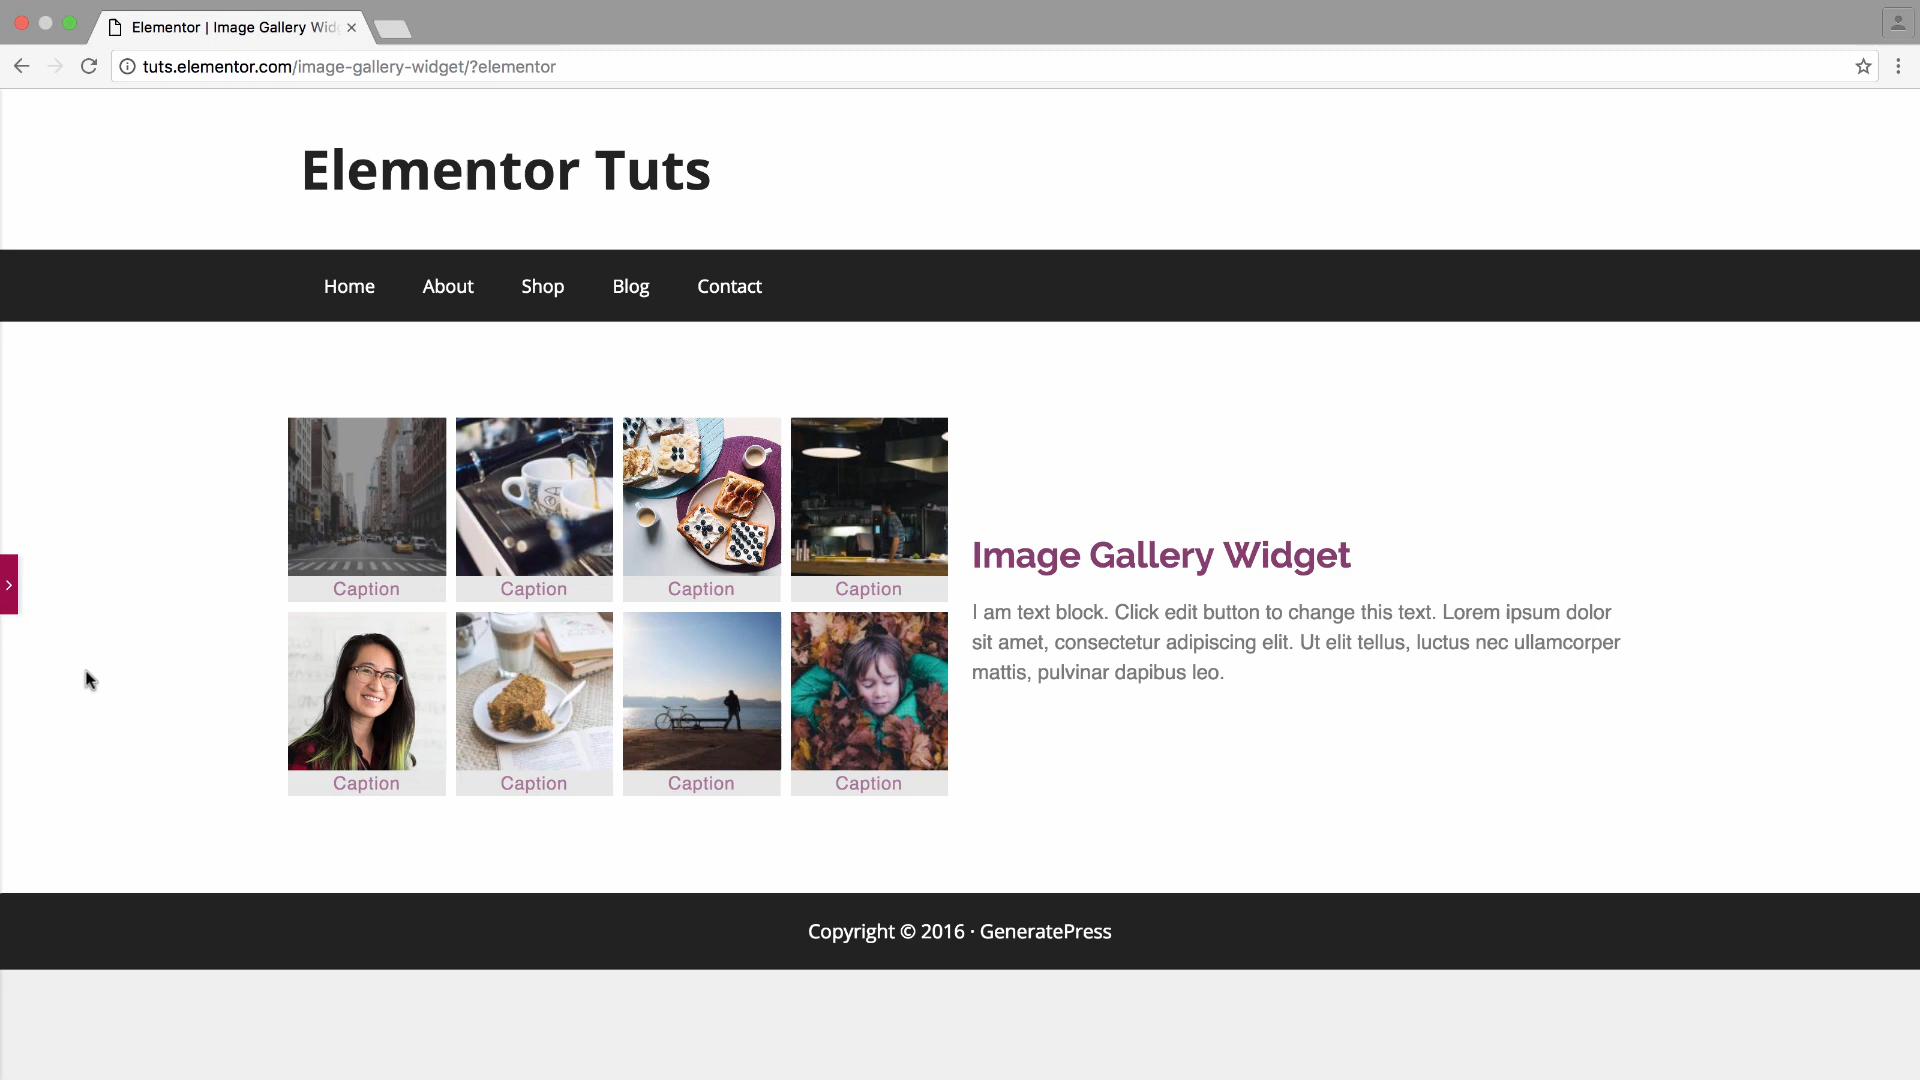 Elementor | Image Gallery Wid
tuts.elementor.com/image-gallery-widget/?elementor
Elementor Tuts
Home About Shop Blog Contact
Caption Caption Caption Caption
Image Gallery Widget
I am text block. Click edit button to change this text. Lorem ipsum dolor
sit amet, consectetur adipiscing elit. Ut elit tellus, luctus nec ullamcorper
mattis, pulvinar dapibus leo.
Caption Caption Caption Caption
Copyright © 2016 · GeneratePress